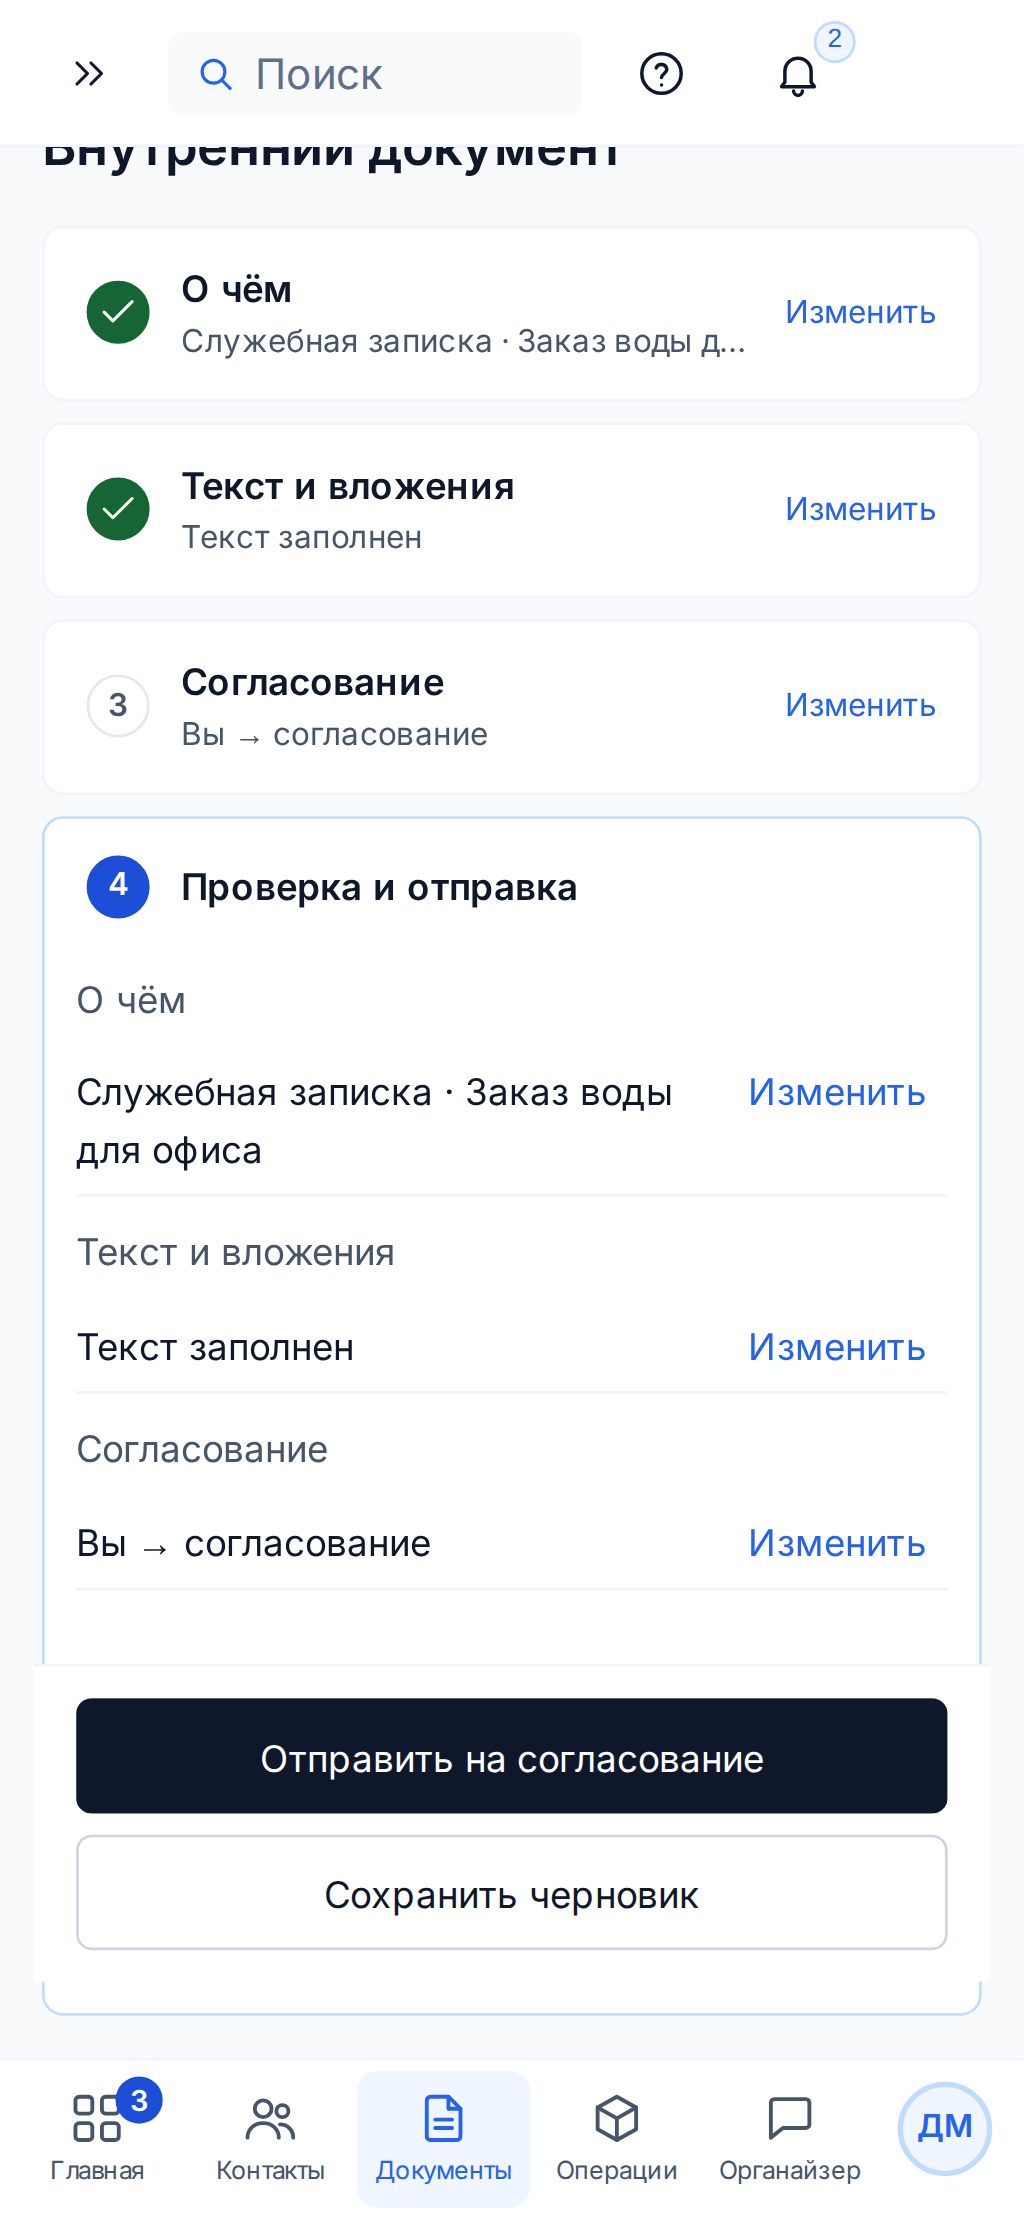 Поиск
2
Внутренний документ
О чём
Служебная записка · Заказ воды д...
Изменить
Текст и вложения
Текст заполнен
Изменить
3
Согласование
Вы → согласование
Изменить
4
Проверка и отправка
О чём
Служебная записка · Заказ воды
для офиса
Изменить
Текст и вложения
Текст заполнен
Изменить
Согласование
Вы → согласование
Изменить
Отправить на согласование
Сохранить черновик
3
Главная
Контакты
Документы
Операции
Органайзер
ДМ